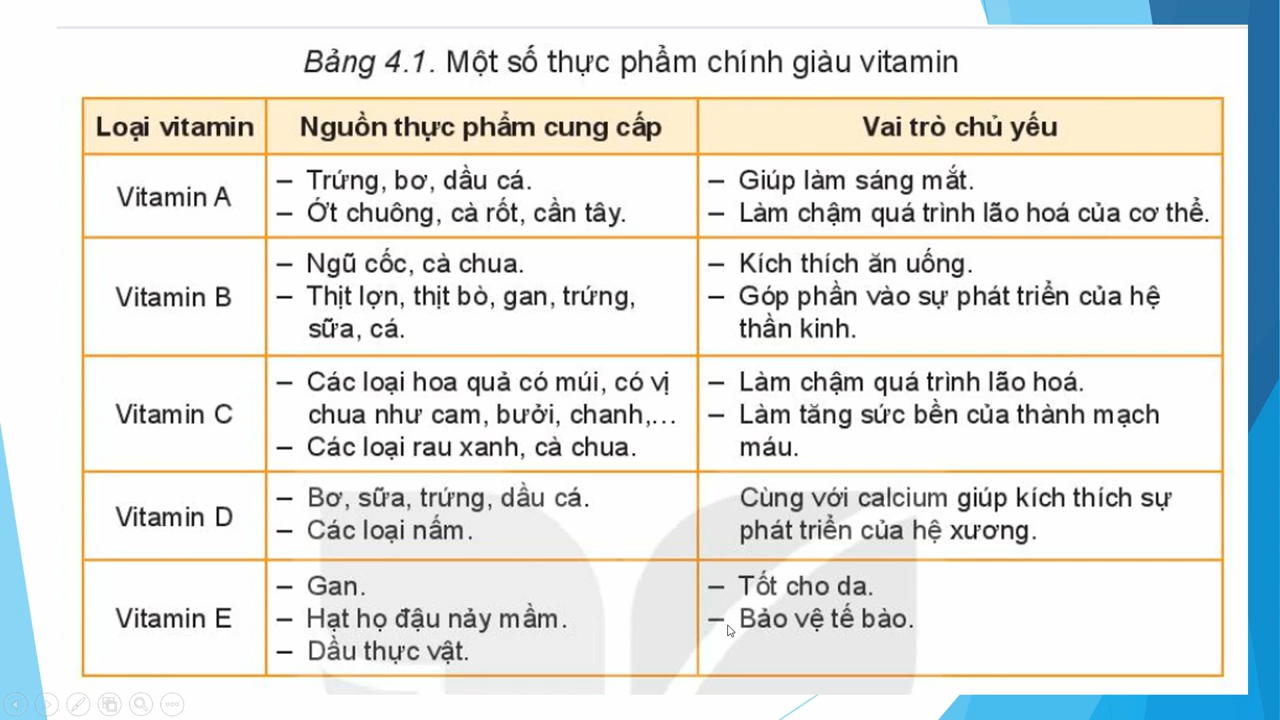 Bảng 4.1. Một số thực phẩm chính giàu vitamin
Loại vitamin
Nguồn thực phẩm cung cấp
Vai trò chủ yếu
Vitamin A
– Trứng, bơ, dầu cá.
– Ớt chuông, cà rốt, cần tây.
– Giúp làm sáng mắt.
– Làm chậm quá trình lão hoá của cơ thể.
Vitamin B
– Ngũ cốc, cà chua.
– Thịt lợn, thịt bò, gan, trứng,
sữa, cá.
– Kích thích ăn uống.
– Góp phần vào sự phát triển của hệ
thần kinh.
Vitamin C
– Các loại hoa quả có múi, có vị
chua như cam, bưởi, chanh,…
– Các loại rau xanh, cà chua.
– Làm chậm quá trình lão hoá.
– Làm tăng sức bền của thành mạch
máu.
Vitamin D
– Bơ, sữa, trứng, dầu cá.
– Các loại nấm.
Cùng với calcium giúp kích thích sự
phát triển của hệ xương.
Vitamin E
– Gan.
– Hạt họ đậu nảy mầm.
– Dầu thực vật.
– Tốt cho da.
– Bảo vệ tế bào.